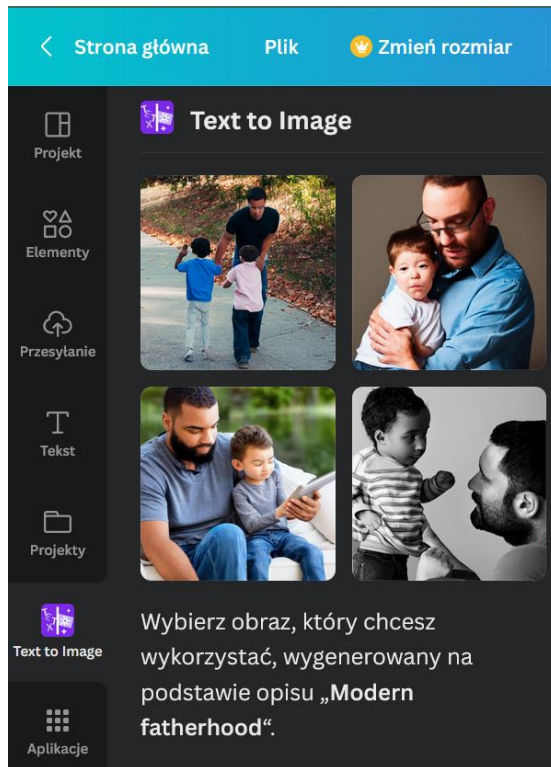 Strona główna Plik Zmień rozmiar
Text to Image
Projekt
Elementy
Przesyłanie
Tekst
Projekty
Text to Image
Aplikacje
Wybierz obraz, który chcesz
wykorzystać, wygenerowany na
podstawie opisu „Modern
fatherhood“.